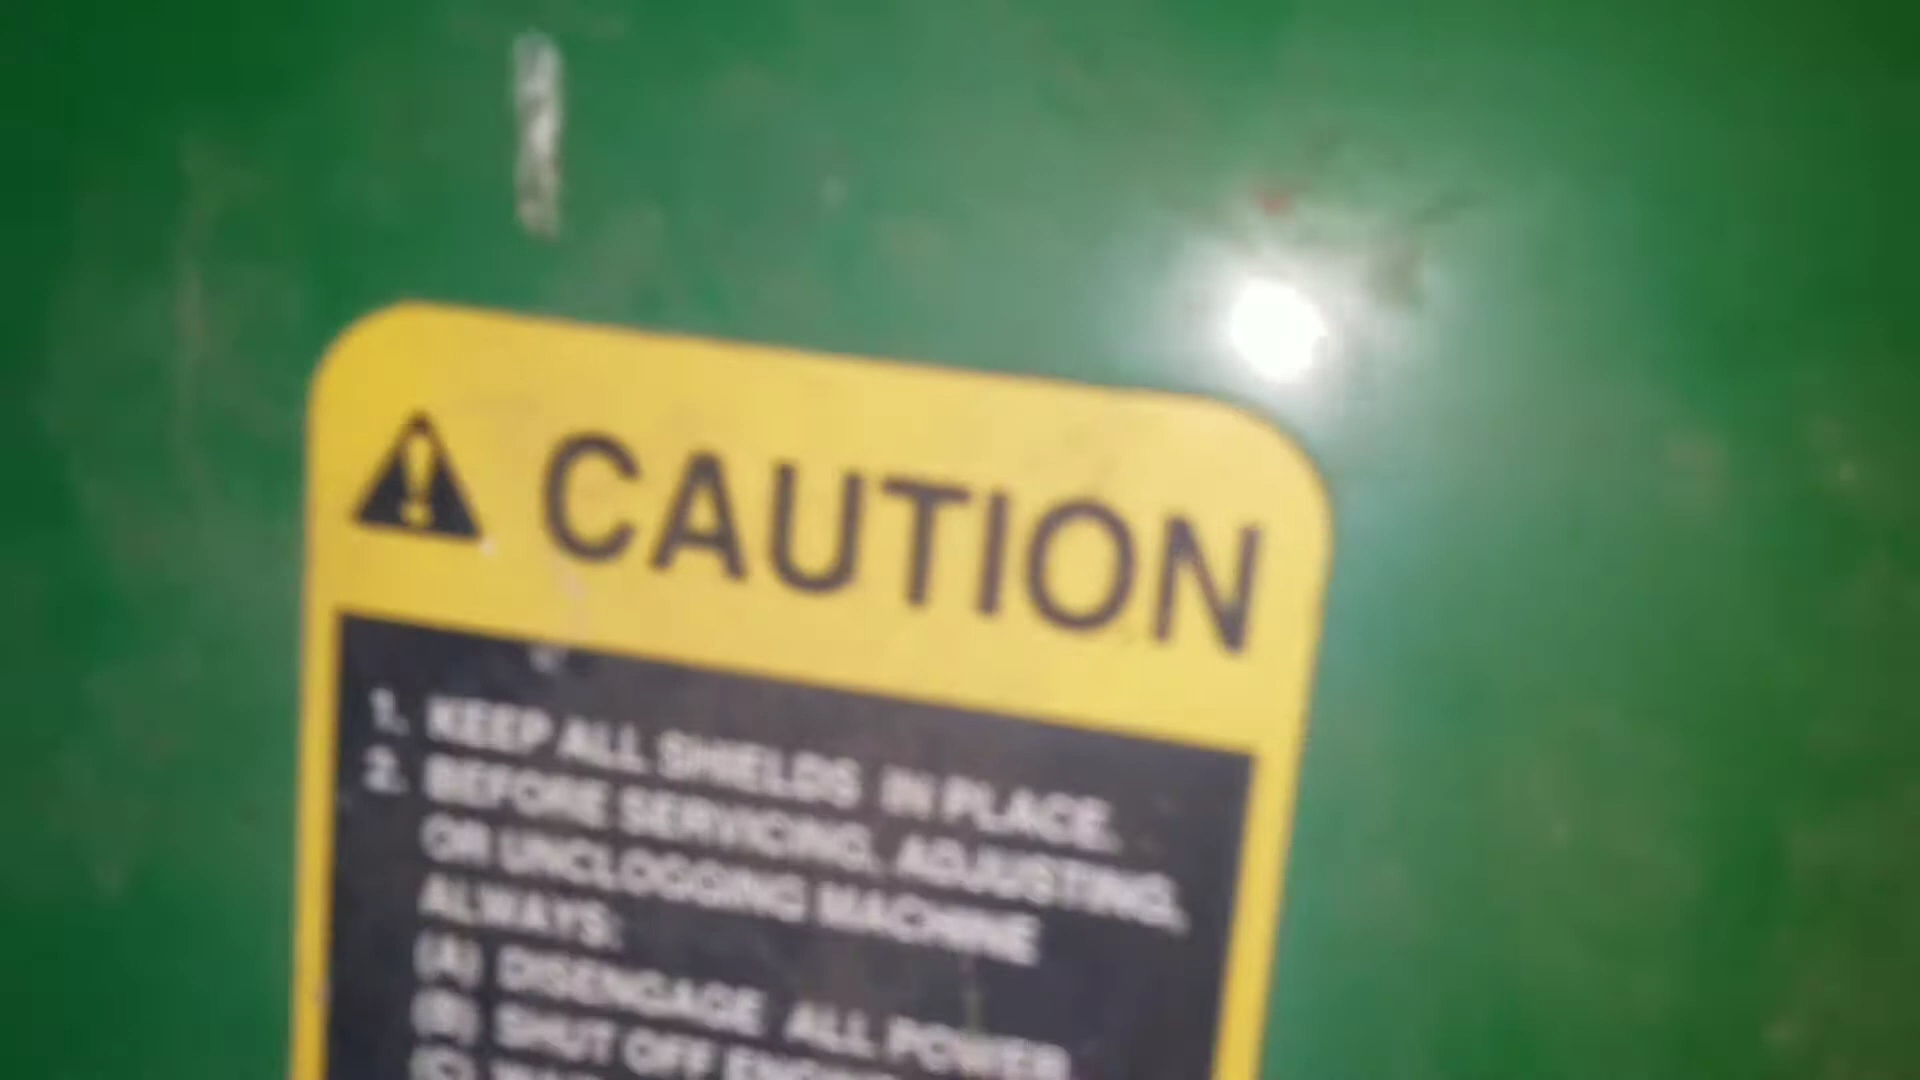 CAUTION
1. KEEP ALL SHIELDS IN PLACE.
2. BEFORE SERVICING, ADJUSTING,
OR UNCLOGGING MACHINE
ALWAYS:
(A) DISENGAGE ALL POWER
(B) SHUT OFF
(C)